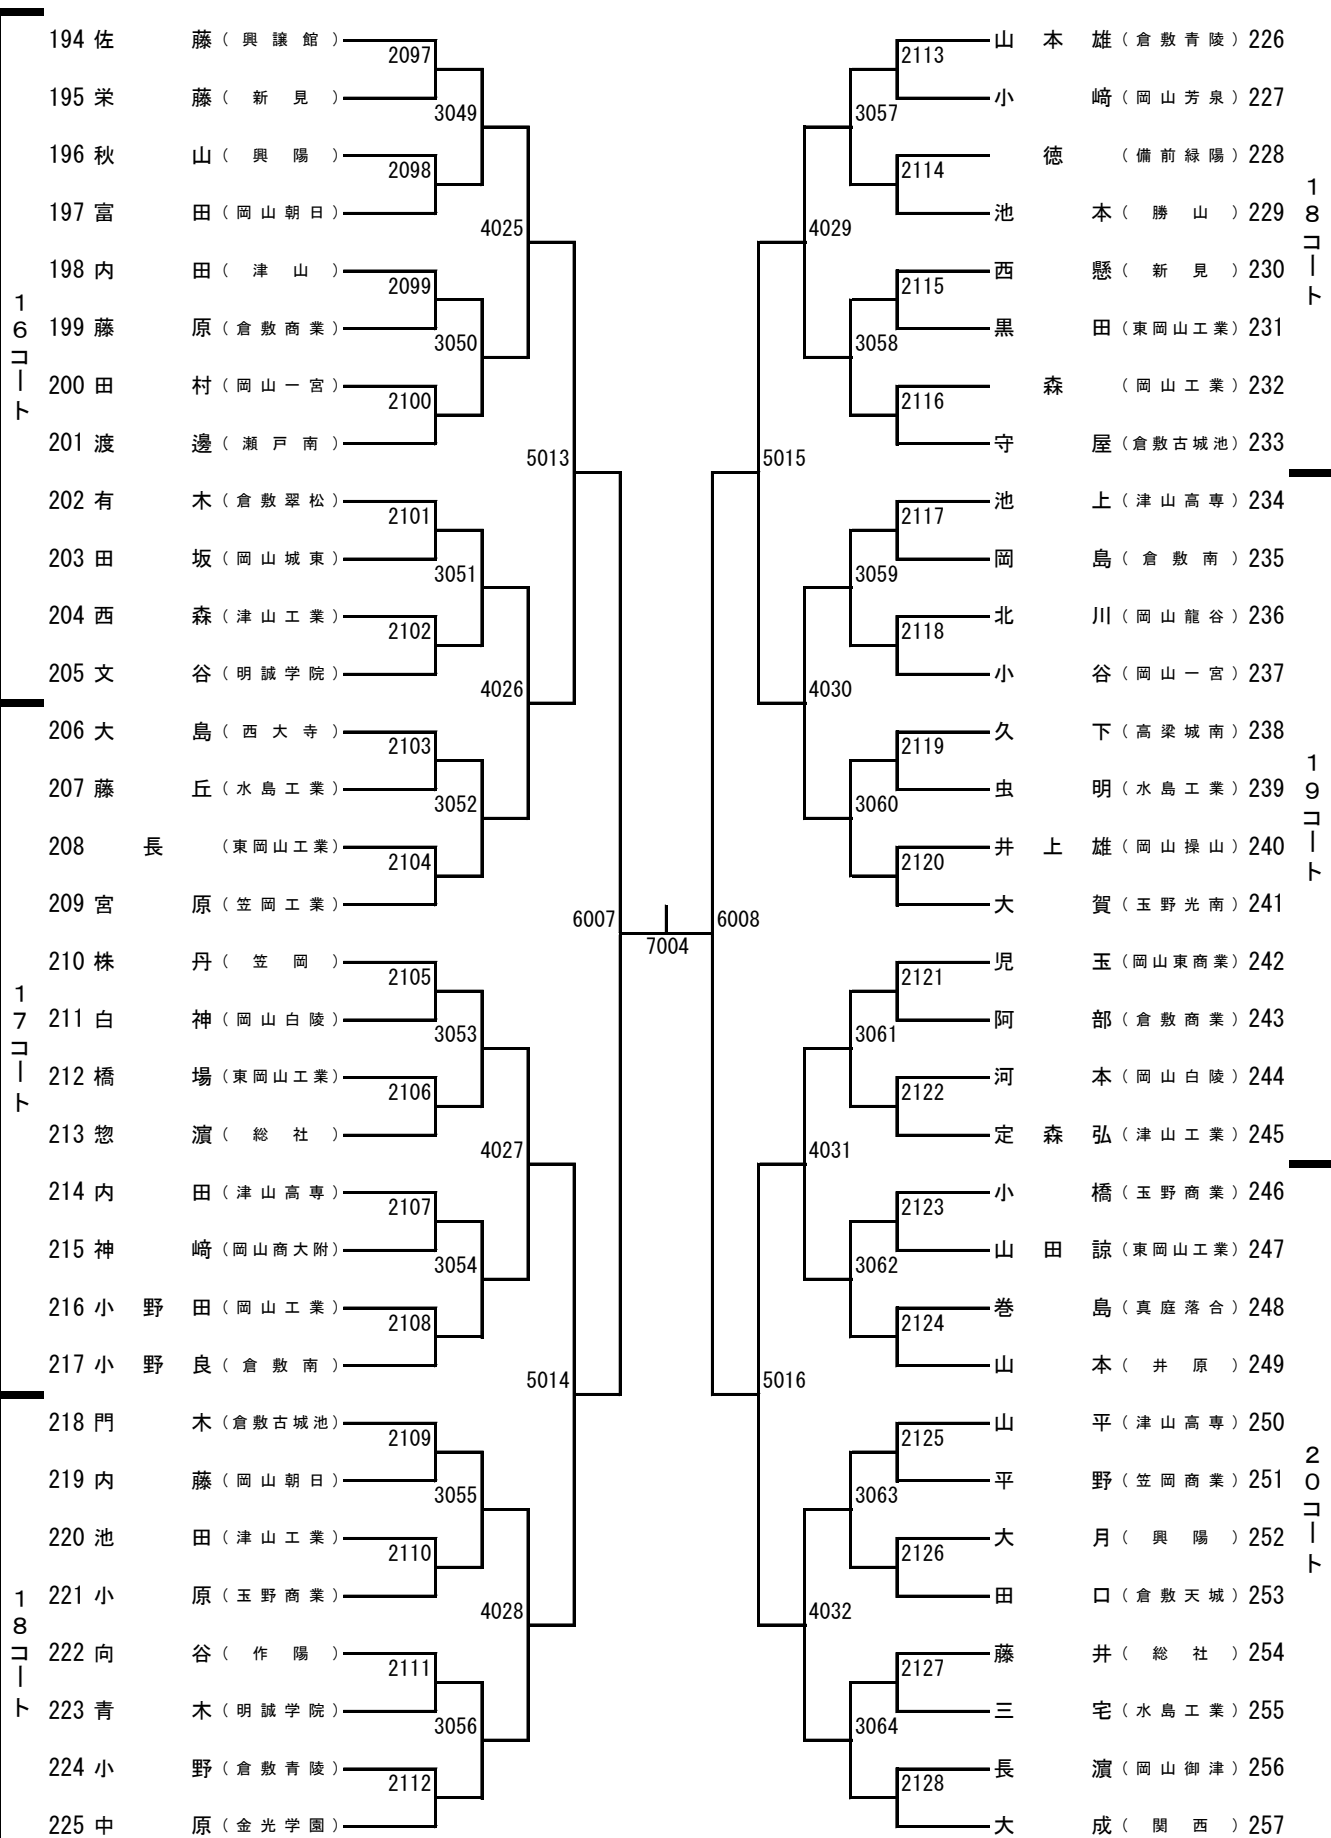 194 佐藤（興譲館）
195 栄藤（新見）
196 秋山（興陽）
197 富田（岡山朝日）
198 内田（津山）
199 藤原（倉敷商業）
200 田村（岡山一宮）
201 渡邊（瀬戸南）
202 有木（倉敷翠松）
203 田坂（岡山城東）
204 西森（津山工業）
205 文谷（明誠学院）
206 大島（西大寺）
207 藤丘（水島工業）
208 長（東岡山工業）
209 宮原（笠岡工業）
210 株丹（笠岡）
211 白神（岡山白陵）
212 橋場（東岡山工業）
213 惣濵（総社）
214 内田（津山高専）
215 神﨑（岡山商大附）
216 小野田（岡山工業）
217 小野良（倉敷南）
218 門木（倉敷古城池）
219 内藤（岡山朝日）
220 池田（津山工業）
221 小原（玉野商業）
222 向谷（作陽）
223 青木（明誠学院）
224 小野（倉敷青陵）
225 中原（金光学園）
16コート
17コート
18コート
2097
2098
2099
2100
2101
2102
2103
2104
2105
2106
2107
2108
2109
2110
2111
2112
3049
3050
3051
3052
3053
3054
3055
3056
4025
4026
4027
4028
5013
5014
6007
7004
6008
5015
5016
4029
4030
4031
4032
3057
3058
3059
3060
3061
3062
3063
3064
2113
2114
2115
2116
2117
2118
2119
2120
2121
2122
2123
2124
2125
2126
2127
2128
山本雄（倉敷青陵）226
小﨑（岡山芳泉）227
徳（備前緑陽）228
池本（勝山）229
西懸（新見）230
黒田（東岡山工業）231
森（岡山工業）232
守屋（倉敷古城池）233
池上（津山高専）234
岡島（倉敷南）235
北川（岡山龍谷）236
小谷（岡山一宮）237
久下（高梁城南）238
虫明（水島工業）239
井上雄（岡山操山）240
大賀（玉野光南）241
児玉（岡山東商業）242
阿部（倉敷商業）243
河本（岡山白陵）244
定森弘（津山工業）245
小橋（玉野商業）246
山田諒（東岡山工業）247
巻島（真庭落合）248
山本（井原）249
山平（津山高専）250
平野（笠岡商業）251
大月（興陽）252
田口（倉敷天城）253
藤井（総社）254
三宅（水島工業）255
長濵（岡山御津）256
大成（関西）257
18コート
19コート
20コート